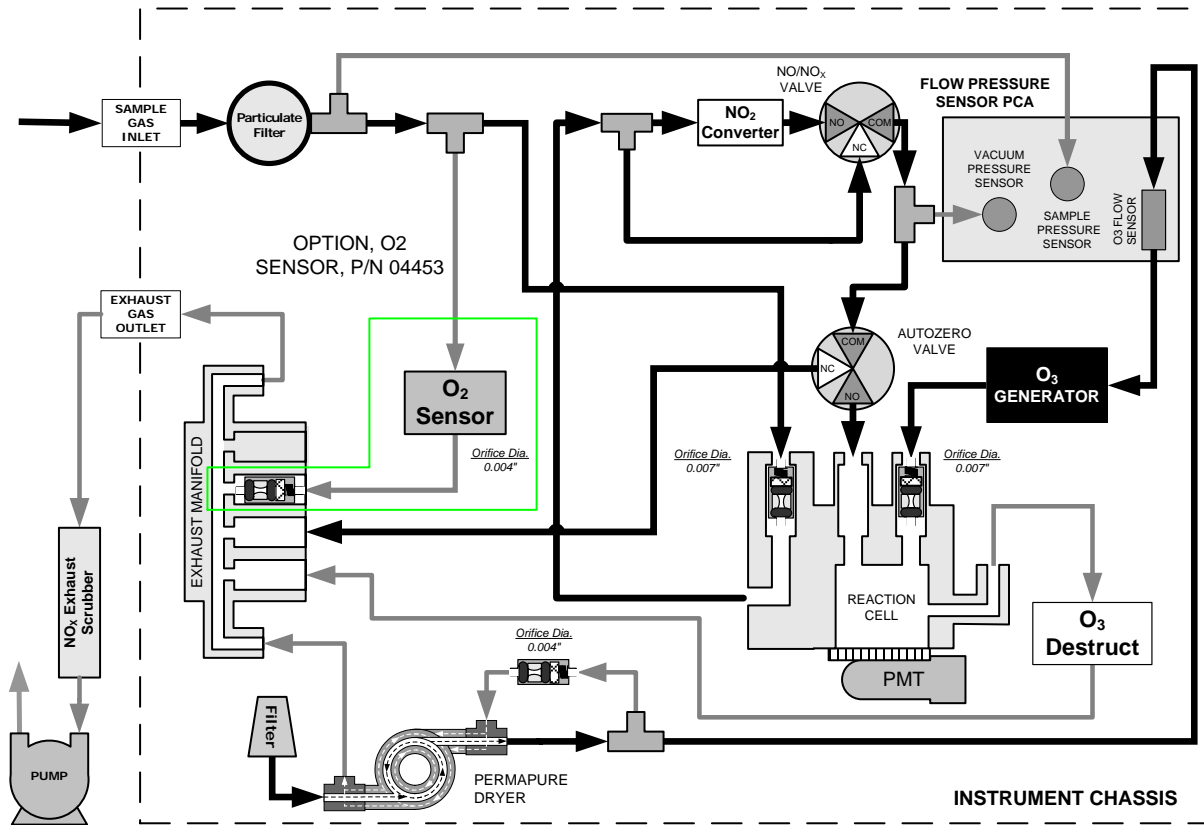 SAMPLE
GAS
INLET
Particulate
Filter
NO/NOX
VALVE
NO2
Converter
NO
COM
NC
FLOW PRESSURE
SENSOR PCA
VACUUM
PRESSURE
SENSOR
SAMPLE
PRESSURE
SENSOR
O3 FLOW
SENSOR
OPTION, O2
SENSOR, P/N 04453
EXHAUST
GAS
OUTLET
O2
Sensor
Orifice Dia.
0.004"
EXHAUST MANIFOLD
COM
NC
NO
AUTOZERO
VALVE
O3
GENERATOR
Orifice Dia.
0.007"
Orifice Dia.
0.007"
NOX Exhaust
Scrubber
REACTION
CELL
PMT
O3
Destruct
Orifice Dia.
0.004"
Filter
PERMAPURE
DRYER
PUMP
INSTRUMENT CHASSIS